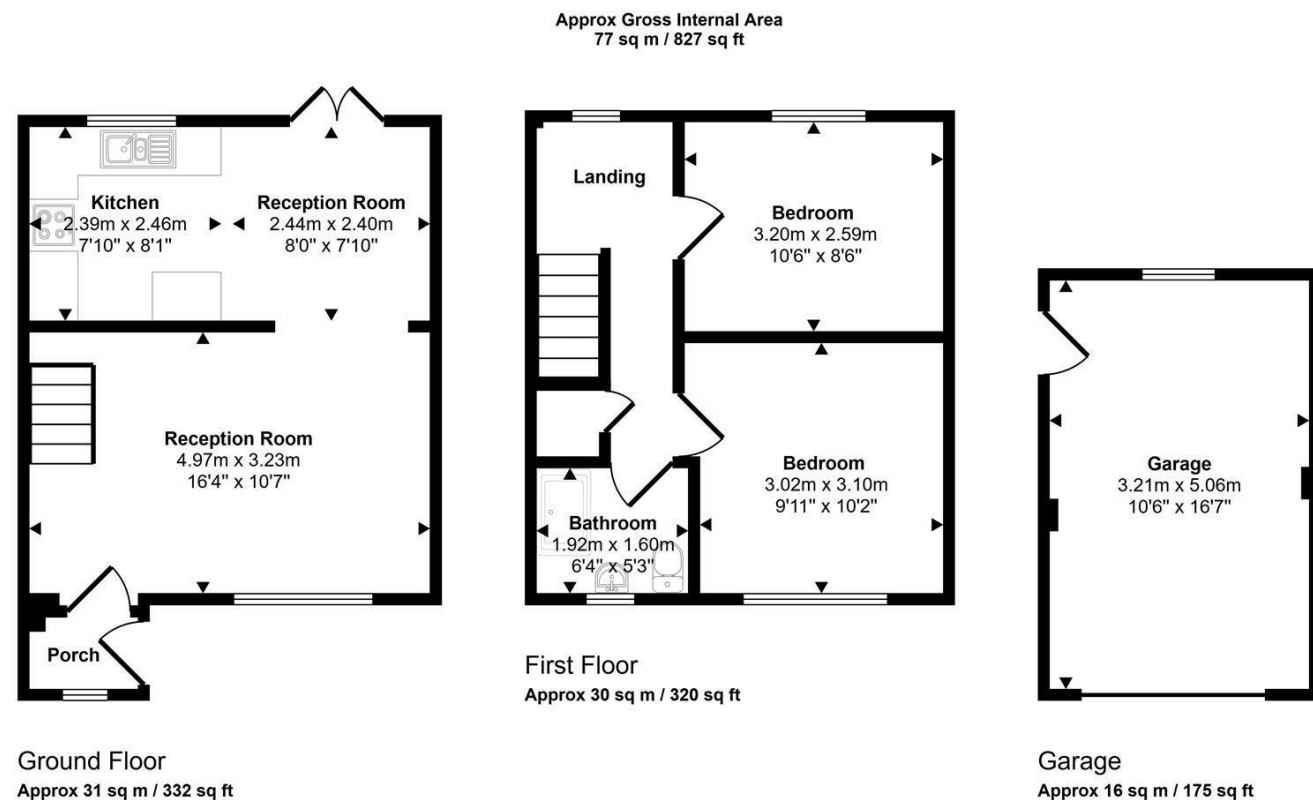 Approx Gross Internal Area
77 sq m / 827 sq ft
Kitchen
2.39m x 2.46m
7'10" x 8'1"
Reception Room
2.44m x 2.40m
8'0" x 7'10"
Reception Room
4.97m x 3.23m
16'4" x 10'7"
Porch
Ground Floor
Approx 31 sq m / 332 sq ft
Landing
Bedroom
3.20m x 2.59m
10'6" x 8'6"
Bedroom
3.02m x 3.10m
9'11" x 10'2"
Bathroom
1.92m x 1.60m
6'4" x 5'3"
First Floor
Approx 30 sq m / 320 sq ft
Garage
3.21m x 5.06m
10'6" x 16'7"
Garage
Approx 16 sq m / 175 sq ft